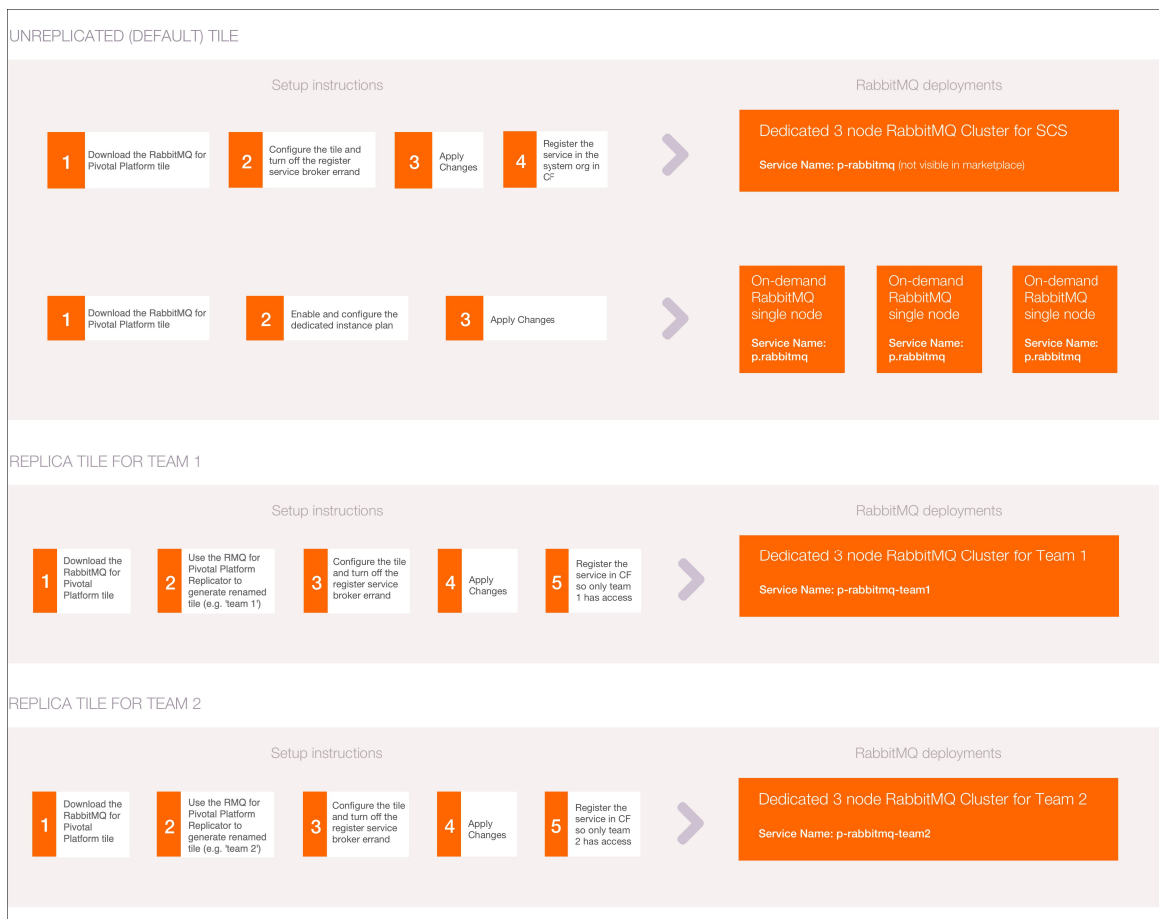 UNREPLICATED (DEFAULT) TILE
Setup instructions
RabbitMQ deployments
1
Download the RabbitMQ for
Pivotal Platform tile
2
Configure the tile and
turn off the register
service broker errand
3
Apply
Changes
4
Register the
service in the
system org in
CF
Dedicated 3 node RabbitMQ Cluster for SCS
Service Name: p-rabbitmq (not visible in marketplace)
1
Download the RabbitMQ for
Pivotal Platform tile
2
Enable and configure the
dedicated instance plan
3
Apply Changes
On-demand
RabbitMQ
single node
Service Name:
p.rabbitmq
On-demand
RabbitMQ
single node
Service Name:
p.rabbitmq
On-demand
RabbitMQ
single node
Service Name:
p.rabbitmq
REPLICA TILE FOR TEAM 1
Setup instructions
RabbitMQ deployments
1
Download the
RabbitMQ for
Pivotal
Platform tile
2
Use the RMQ for
Pivotal Platform
Replicator to
generate renamed
tile (e.g. 'team 1')
3
Configure the tile
and turn off the
register service
broker errand
4
Apply
Changes
5
Register the
service in CF
so only team
1 has access
Dedicated 3 node RabbitMQ Cluster for Team 1
Service Name: p-rabbitmq-team1
REPLICA TILE FOR TEAM 2
Setup instructions
RabbitMQ deployments
1
Download the
RabbitMQ for
Pivotal
Platform tile
2
Use the RMQ for
Pivotal Platform
Replicator to
generate renamed
tile (e.g. 'team 2')
3
Configure the tile
and turn off the
register service
broker errand
4
Apply
Changes
5
Register the
service in CF
so only team
2 has access
Dedicated 3 node RabbitMQ Cluster for Team 2
Service Name: p-rabbitmq-team2